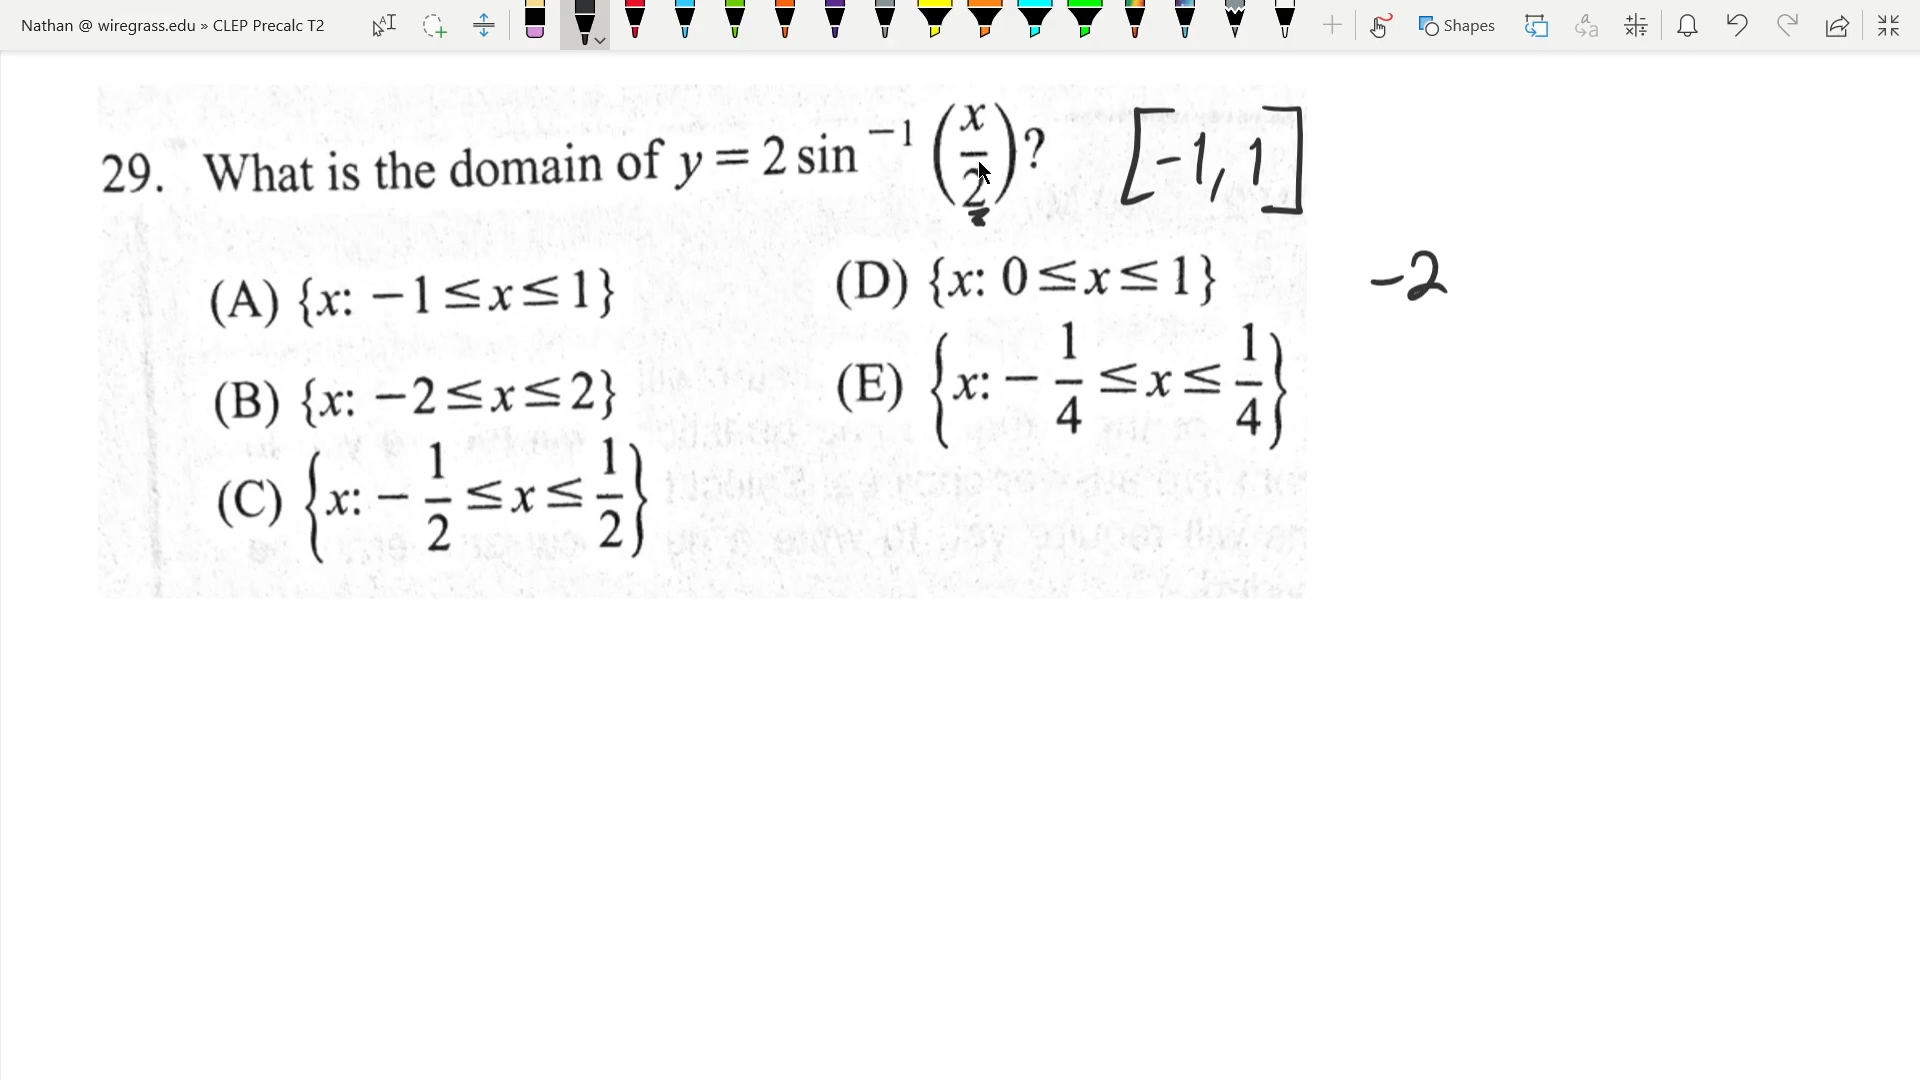 Nathan @ wiregrass.edu » CLEP Precalc T2
Shapes
29. What is the domain of y = 2 sin⁻¹ (x/2)? [-1, 1]
(A) {x: −1 ≤ x ≤ 1}
(D) {x: 0 ≤ x ≤ 1}
-2
(B) {x: −2 ≤ x ≤ 2}
(E) {x: −1/4 ≤ x ≤ 1/4}
(C) {x: −1/2 ≤ x ≤ 1/2}